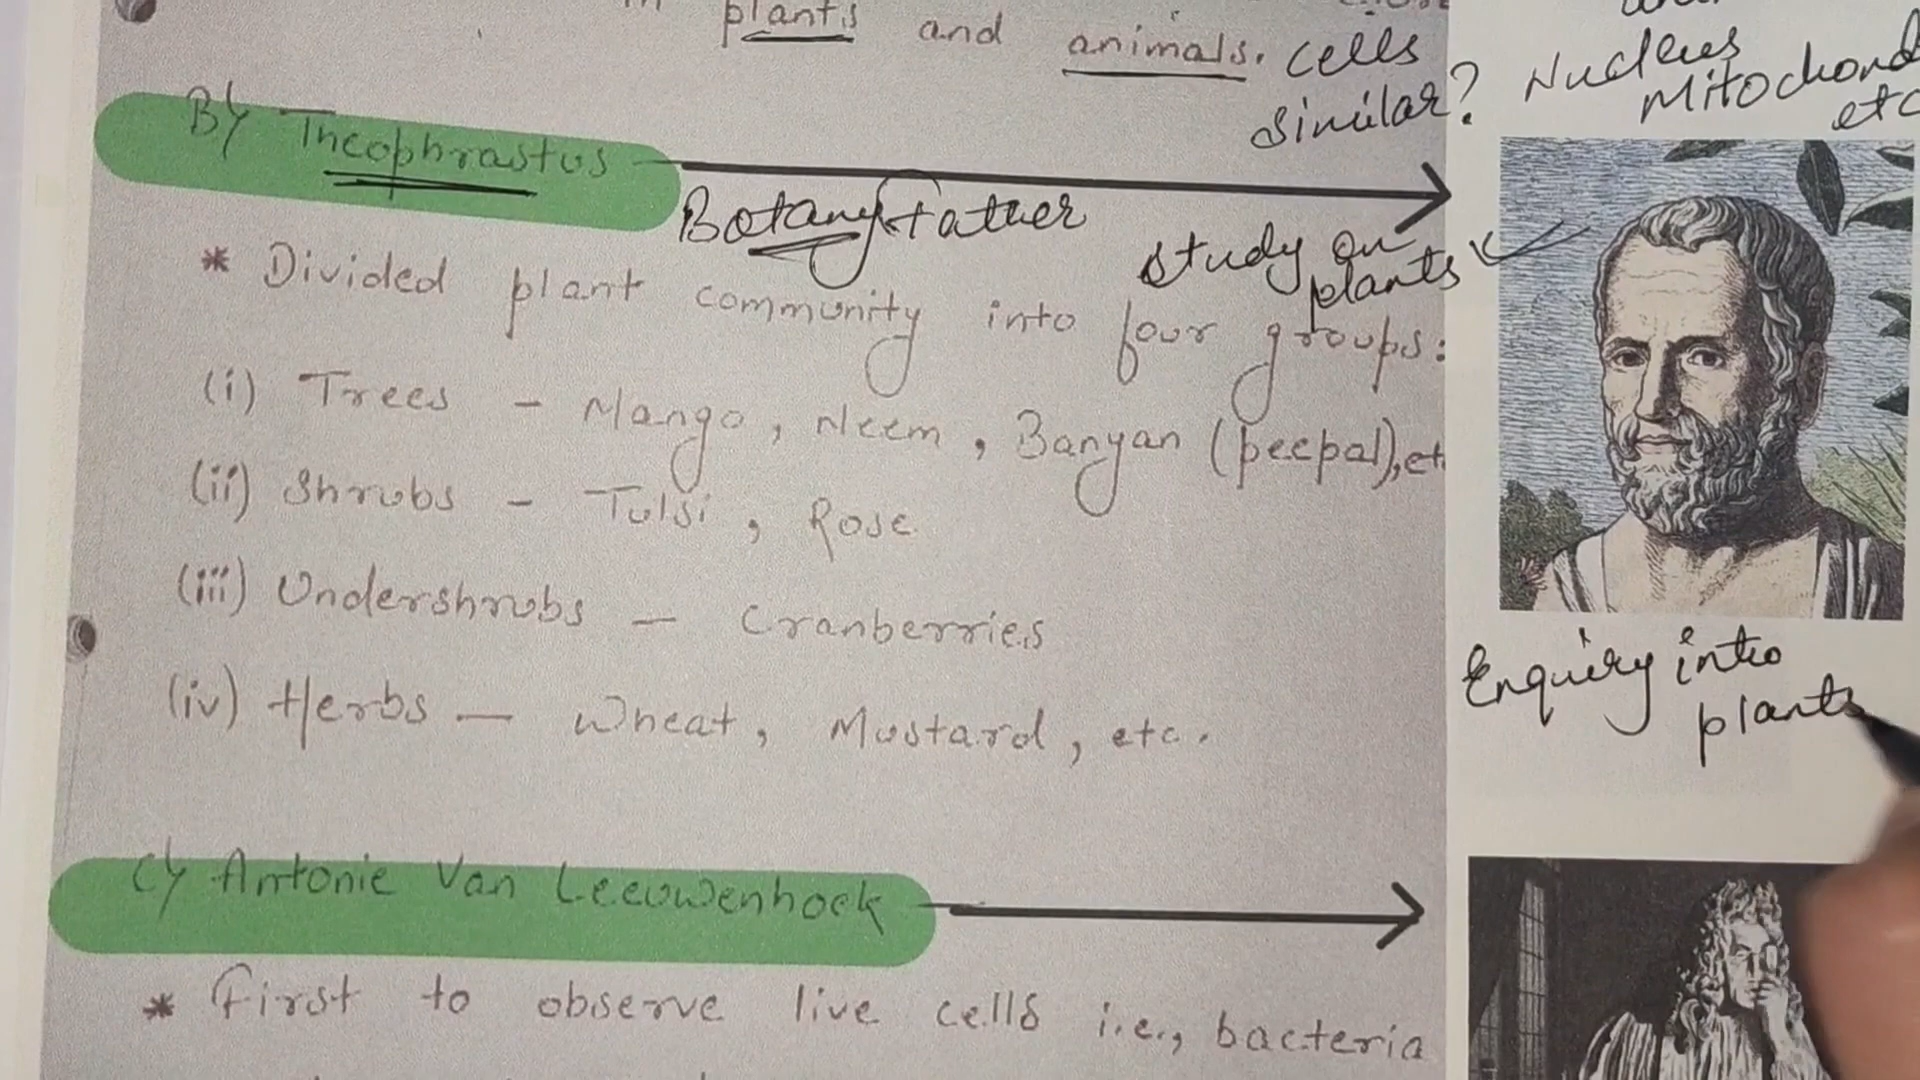 plants and animals. cells
similar? Nucleus
Mitochond
etc
B) Theophrastus
Botany Father
study on
plants
* Divided plant community into four groups:
(i) Trees - Mango, Neem, Banyan (peepal), et
(ii) Shrubs - Tulsi, Rose
(iii) Undershrubs - Cranberries
(iv) Herbs - Wheat, Mustard, etc.
Enquiry into
plants
C) Antonie Van Leeuwenhoek
* First to observe live cells i.e., bacteria